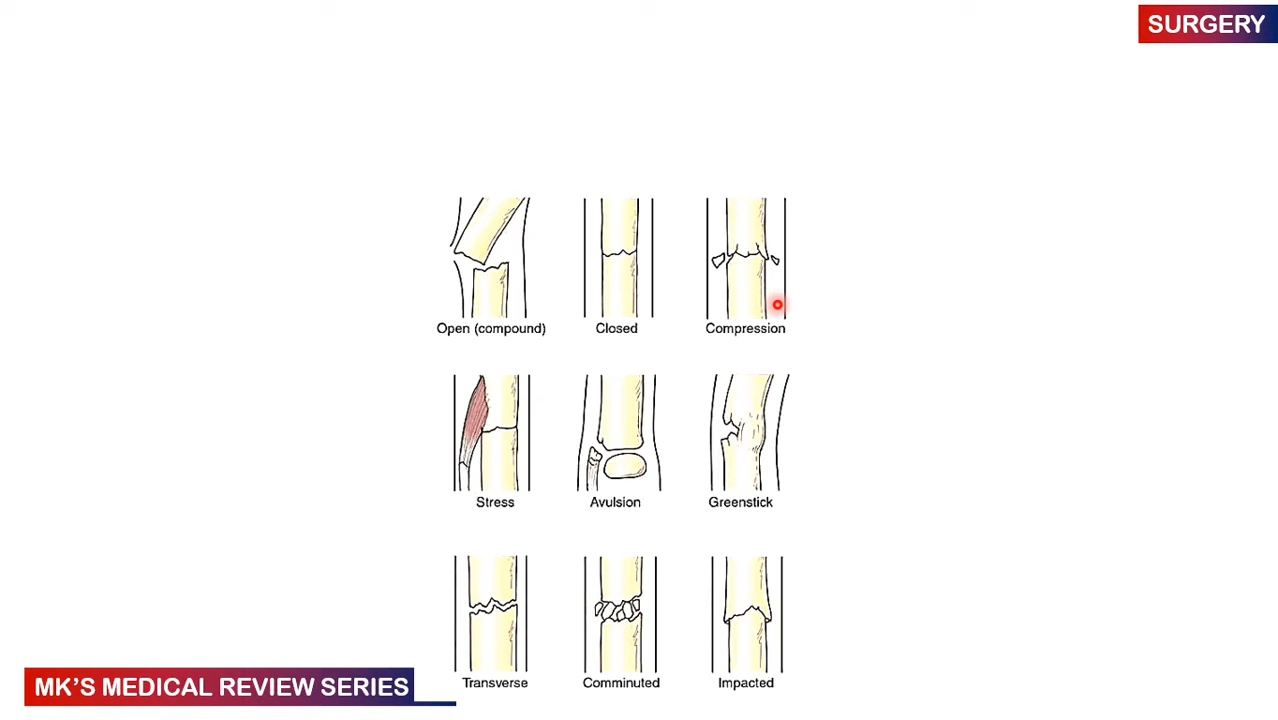 SURGERY
Open (compound)
Closed
Compression
Stress
Avulsion
Greenstick
Transverse
Comminuted
Impacted
MK'S MEDICAL REVIEW SERIES